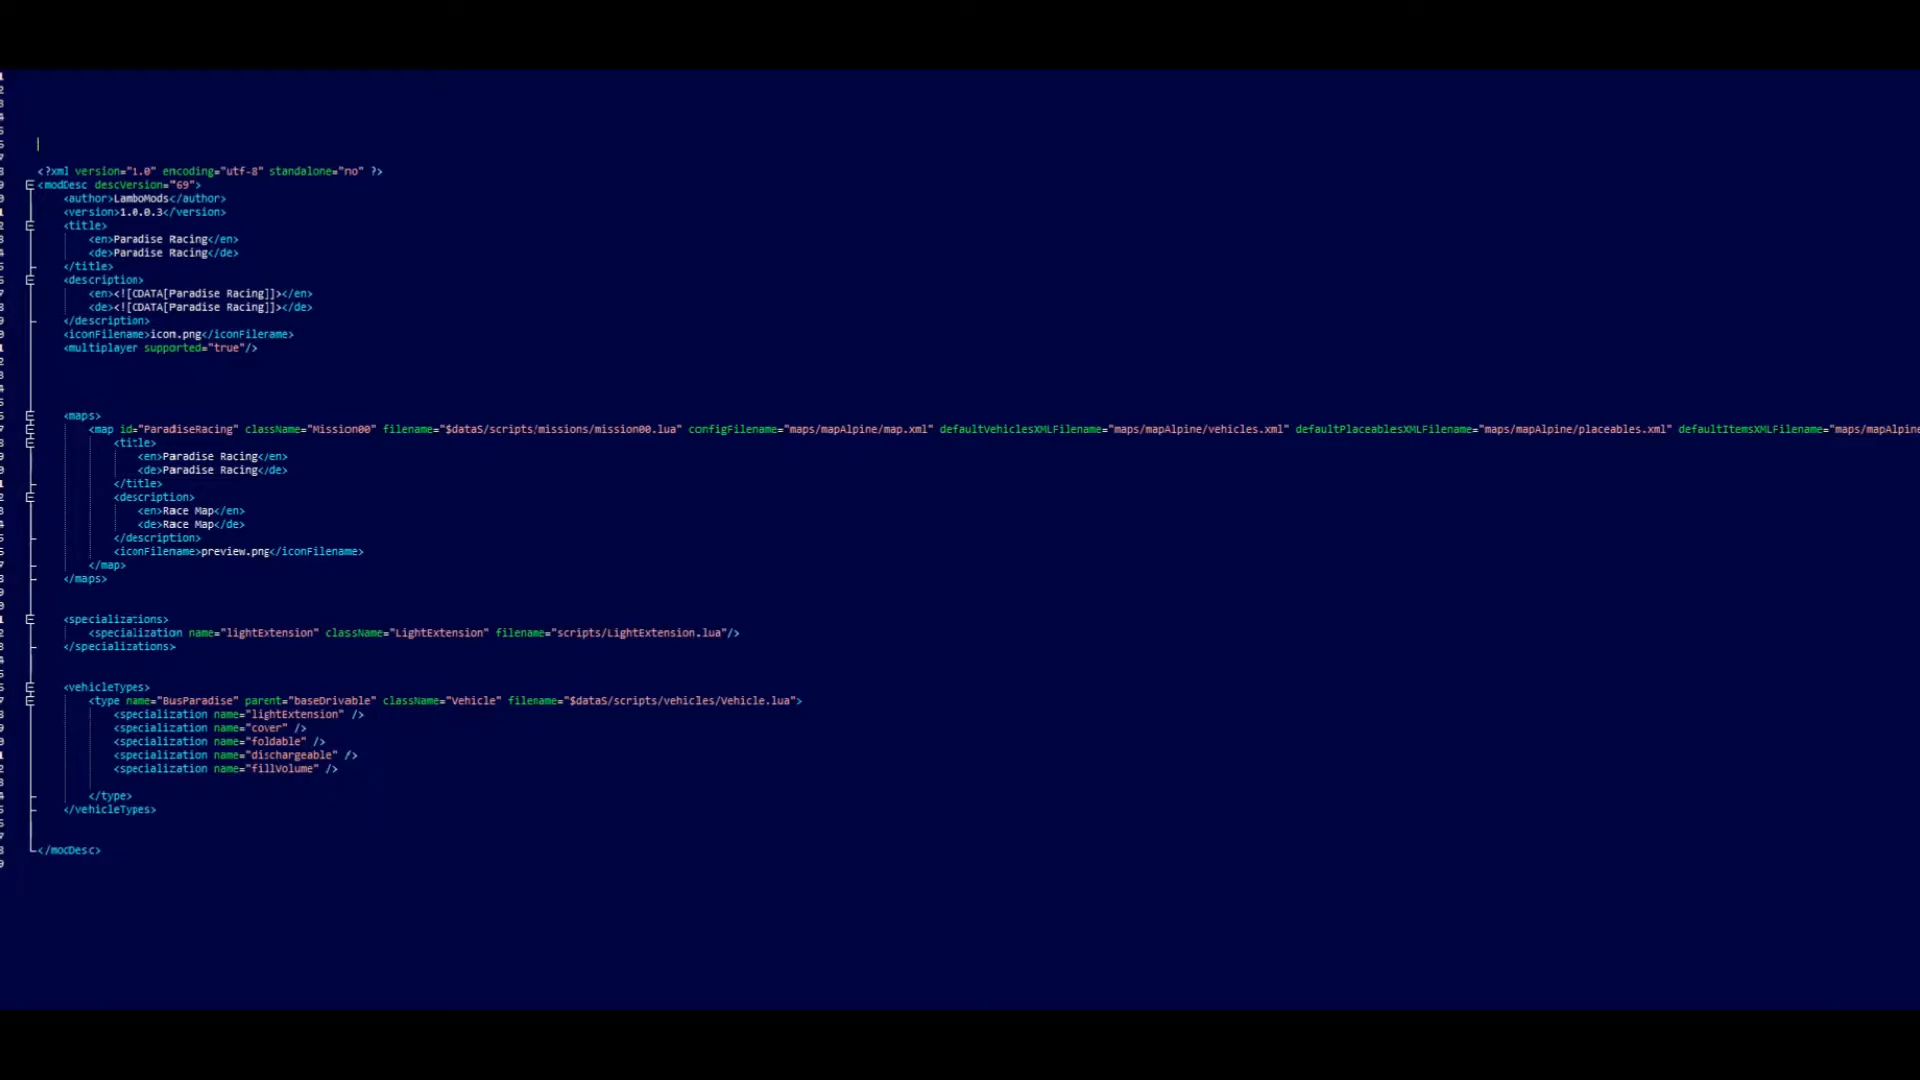 <?xml version="1.0" encoding="utf-8" standalone="no" ?>
<modDesc descVersion="69">
<author>LamboMods</author>
<version>1.0.0.3</version>
<title>
<en>Paradise Racing</en>
<de>Paradise Racing</de>
</title>
<description>
<en><![CDATA[Paradise Racing]]></en>
<de><![CDATA[Paradise Racing]]></de>
</description>
<iconFilename>icon.png</iconFilename>
<multiplayer supported="true"/>
<maps>
<map id="ParadiseRacing" className="Mission00" filename="$dataS/scripts/missions/mission00.lua" configFilename="maps/mapAlpine/map.xml" defaultVehiclesXMLFilename="maps/mapAlpine/vehicles.xml" defaultPlaceablesXMLFilename="maps/mapAlpine/placeables.xml" defaultItemsXMLFilename="maps/mapAlpine
<title>
<en>Paradise Racing</en>
<de>Paradise Racing</de>
</title>
<description>
<en>Race Map</en>
<de>Race Map</de>
</description>
<iconFilename>preview.png</iconFilename>
</map>
</maps>
<specializations>
<specialization name="lightExtension" className="LightExtension" filename="scripts/LightExtension.lua"/>
</specializations>
<vehicleTypes>
<type name="BusParadise" parent="baseDrivable" className="Vehicle" filename="$dataS/scripts/vehicles/Vehicle.lua">
<specialization name="lightExtension" />
<specialization name="cover" />
<specialization name="foldable" />
<specialization name="dischargeable" />
<specialization name="fillVolume" />
</type>
</vehicleTypes>
</modDesc>